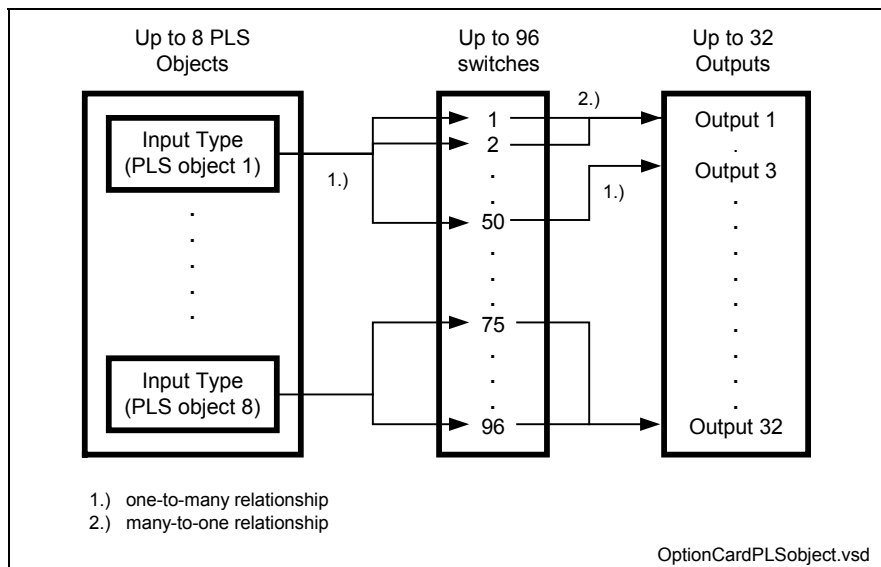 Up to 8 PLS
Objects
Up to 96
switches
Up to 32
Outputs
Input Type
(PLS object 1)
1.)
1
2
.
.
50
.
.
.
75
.
.
.
96
2.)
1.)
Output 1
.
Output 3
.
.
.
.
.
.
.
.
Output 32
.
.
.
.
.
Input Type
(PLS object 8)
1.) one-to-many relationship
2.) many-to-one relationship
OptionCardPLSobject.vsd